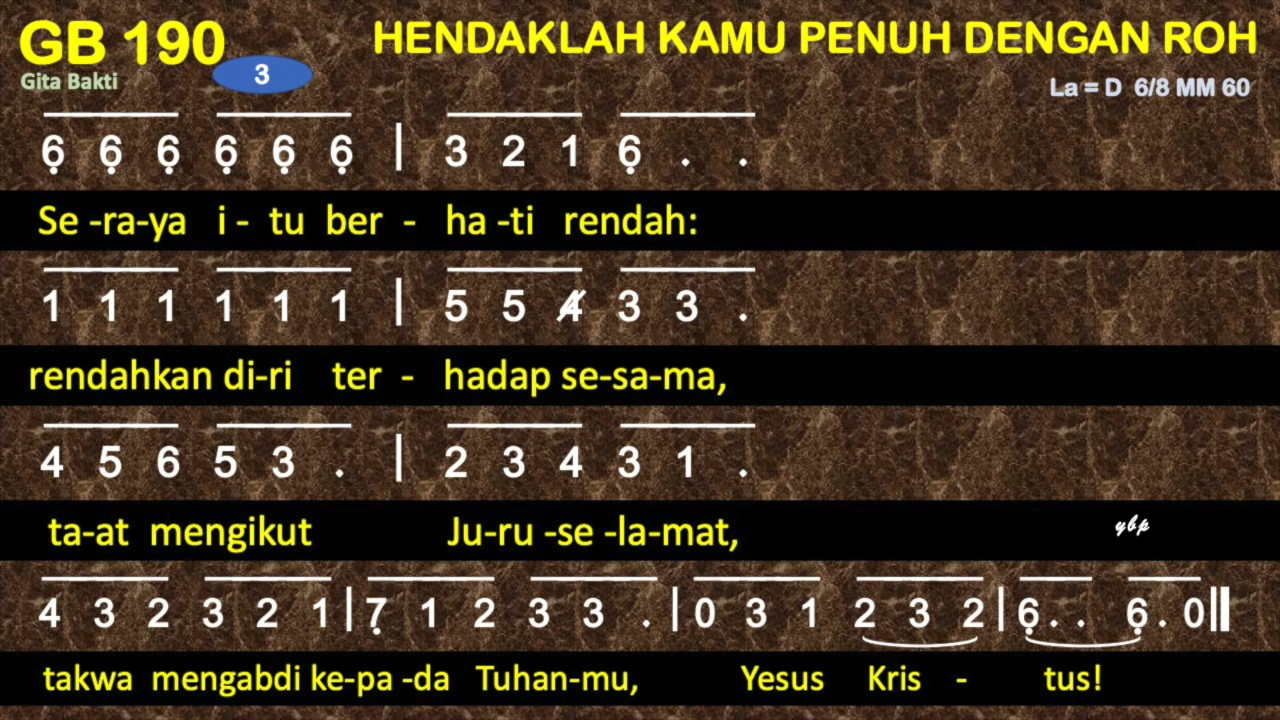 GB 190
HENDAKLAH KAMU PENUH DENGAN ROH
Gita Bakti
3
La = D 6/8 MM 60
6̣ 6̣ 6̣ 6̣ 6̣ 6̣ | 3 2 1 6̣ . .
Se -ra-ya i - tu ber - ha -ti rendah:
1 1 1 1 1 1 | 5 5 4̸ 3 3 .
rendahkan di-ri ter - hadap se-sa-ma,
4 5 6 5 3 . | 2 3 4 3 1 .
ta-at mengikut Ju-ru -se -la-mat,
ybp
4 3 2 3 2 1 | 7̣ 1 2 3 3 . | 0 3 1 2 3 2 | 6̣ . . 6̣ . 0 ||
takwa mengabdi ke-pa -da Tuhan-mu, Yesus Kris - tus!